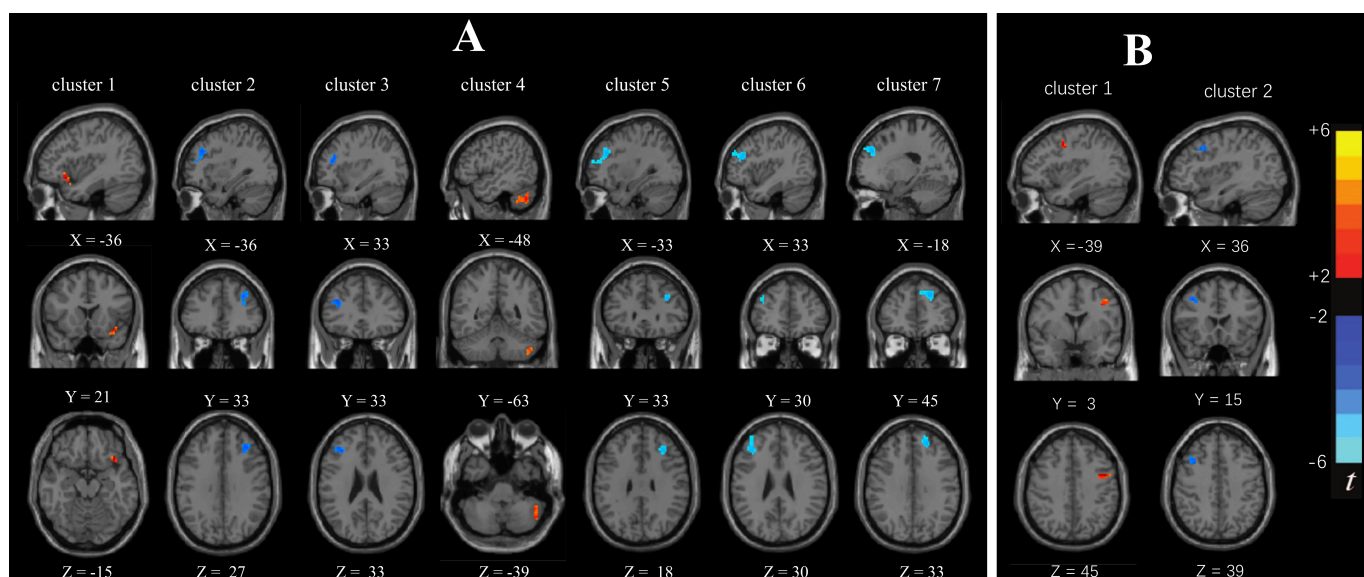 A
cluster 1 cluster 2 cluster 3 cluster 4 cluster 5 cluster 6 cluster 7
X = -36 X = -36 X = 33 X = -48 X = -33 X = 33 X = -18
Y = 21 Y = 33 Y = 33 Y = -63 Y = 33 Y = 30 Y = 45
Z = -15 Z = 27 Z = 33 Z = -39 Z = 18 Z = 30 Z = 33
B
cluster 1 cluster 2
X = -39 X = 36
Y = 3 Y = 15
Z = 45 Z = 39
+6
+2
-2
-6
t